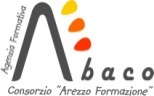 Agenzia Formativa
Abaco
Consorzio "Arezzo Formazione"